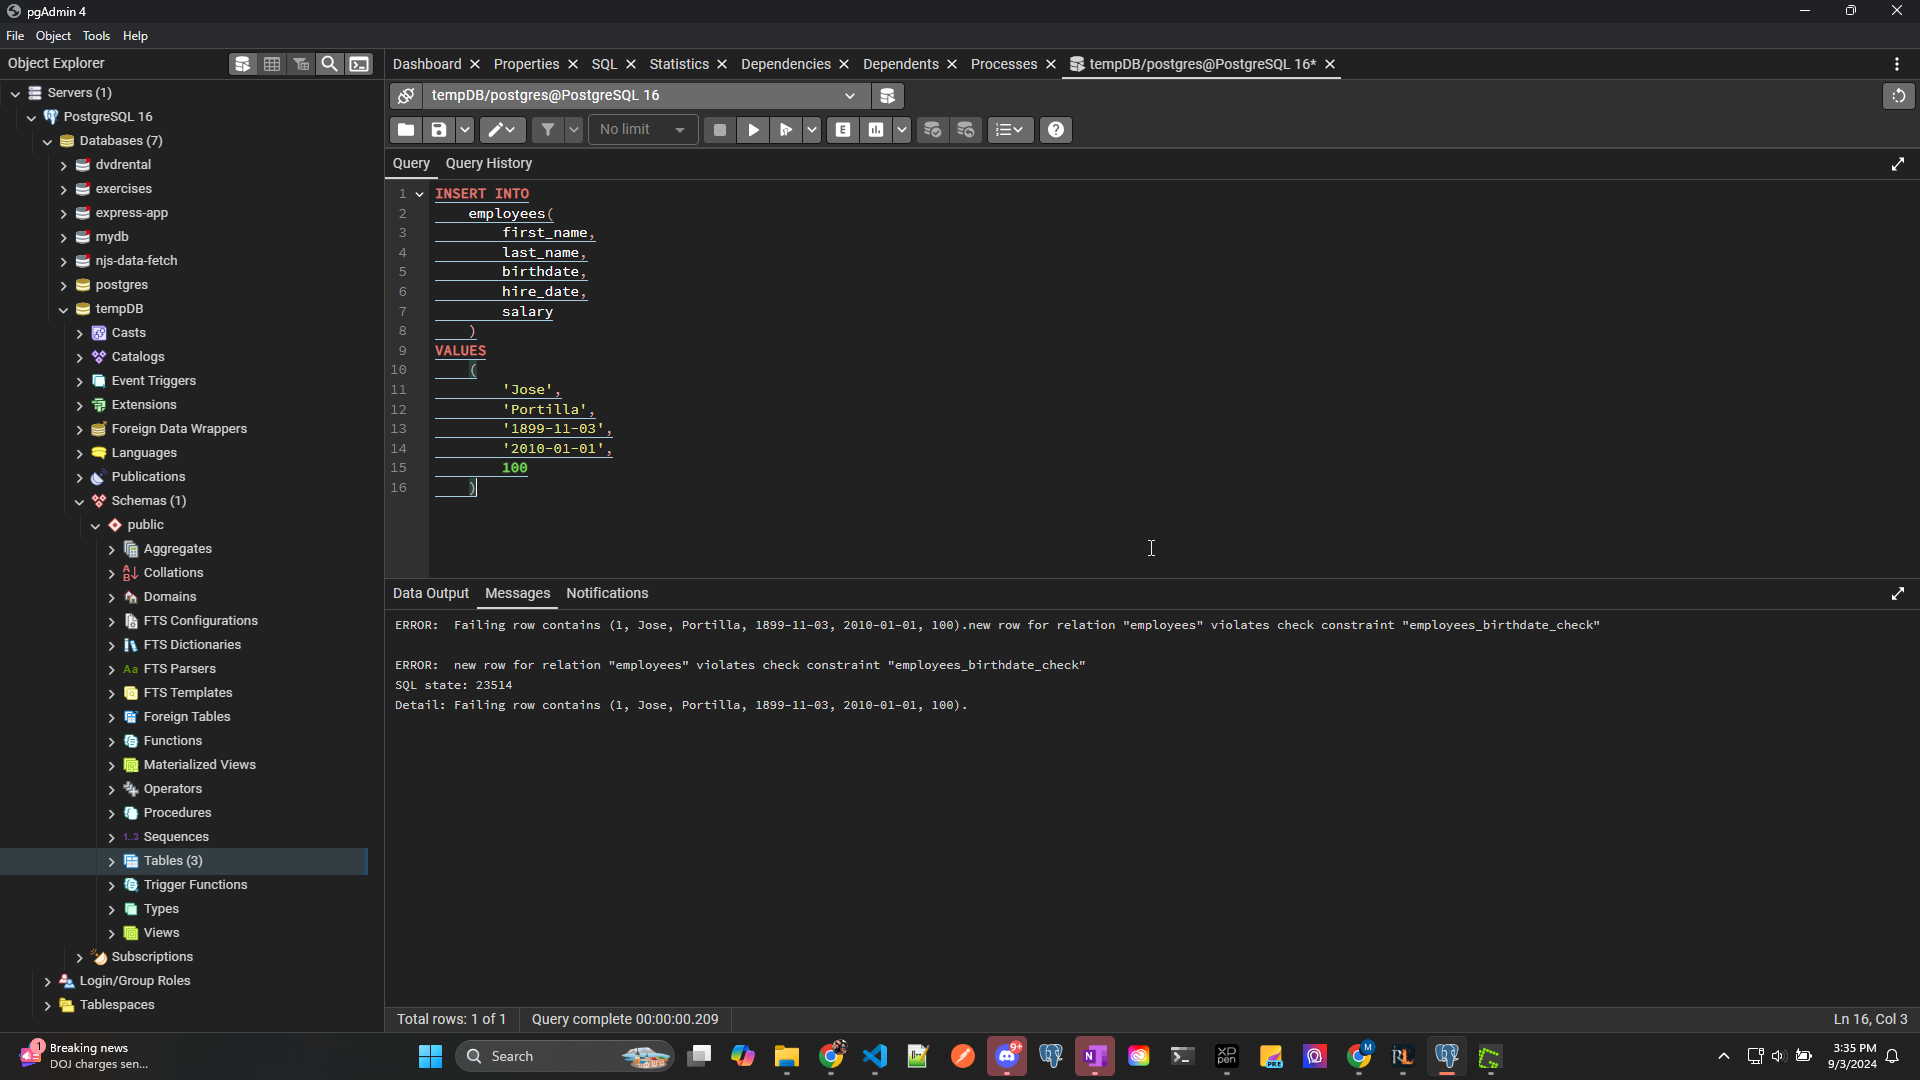 pgAdmin 4
File Object Tools Help
Object Explorer
Dashboard Properties SQL Statistics Dependencies Dependents Processes tempDB/postgres@PostgreSQL 16*
Servers (1)
PostgreSQL 16
Databases (7)
dvdrental
exercises
express-app
mydb
njs-data-fetch
postgres
tempDB
Casts
Catalogs
Event Triggers
Extensions
Foreign Data Wrappers
Languages
Publications
Schemas (1)
public
Aggregates
Collations
Domains
FTS Configurations
FTS Dictionaries
FTS Parsers
FTS Templates
Foreign Tables
Functions
Materialized Views
Operators
Procedures
1..3 Sequences
Tables (3)
Trigger Functions
Types
Views
Subscriptions
Login/Group Roles
Tablespaces
tempDB/postgres@PostgreSQL 16
No limit
E
Query Query History
1 INSERT INTO
2 employees(
3 first_name,
4 last_name,
5 birthdate,
6 hire_date,
7 salary
8 )
9 VALUES
10 (
11 'Jose',
12 'Portilla',
13 '1899-11-03',
14 '2010-01-01',
15 100
16 )
Data Output Messages Notifications
ERROR:  Failing row contains (1, Jose, Portilla, 1899-11-03, 2010-01-01, 100).new row for relation "employees" violates check constraint "employees_birthdate_check"
ERROR:  new row for relation "employees" violates check constraint "employees_birthdate_check"
SQL state: 23514
Detail: Failing row contains (1, Jose, Portilla, 1899-11-03, 2010-01-01, 100).
Total rows: 1 of 1 Query complete 00:00:00.209 Ln 16, Col 3
1 Breaking news
DOJ charges sen...
Search
9+
3:35 PM
9/3/2024